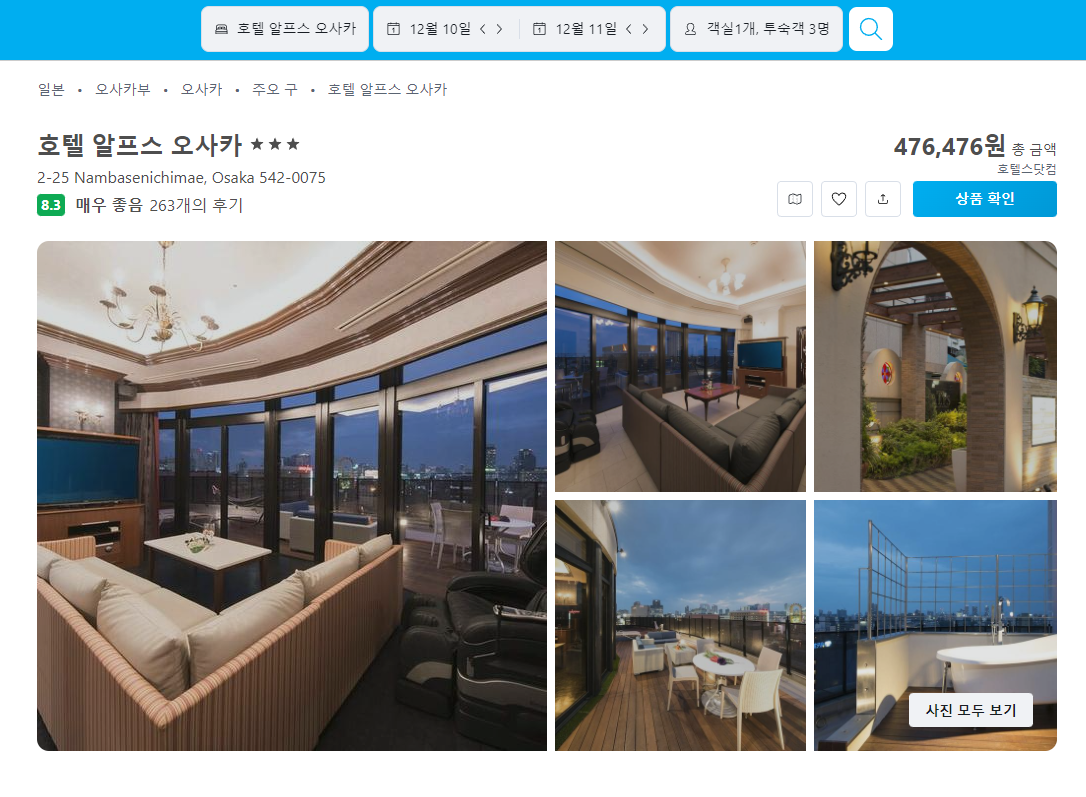 호텔 알프스 오사카 12월 10일 12월 11일 객실1개, 투숙객 3명
일본 • 오사카부 • 오사카 • 주오 구 • 호텔 알프스 오사카
호텔 알프스 오사카 ★★★
476,476원 총 금액
호텔스닷컴
2-25 Nambasenichimae, Osaka 542-0075
8.3 매우 좋음 263개의 후기
상품 확인
사진 모두 보기